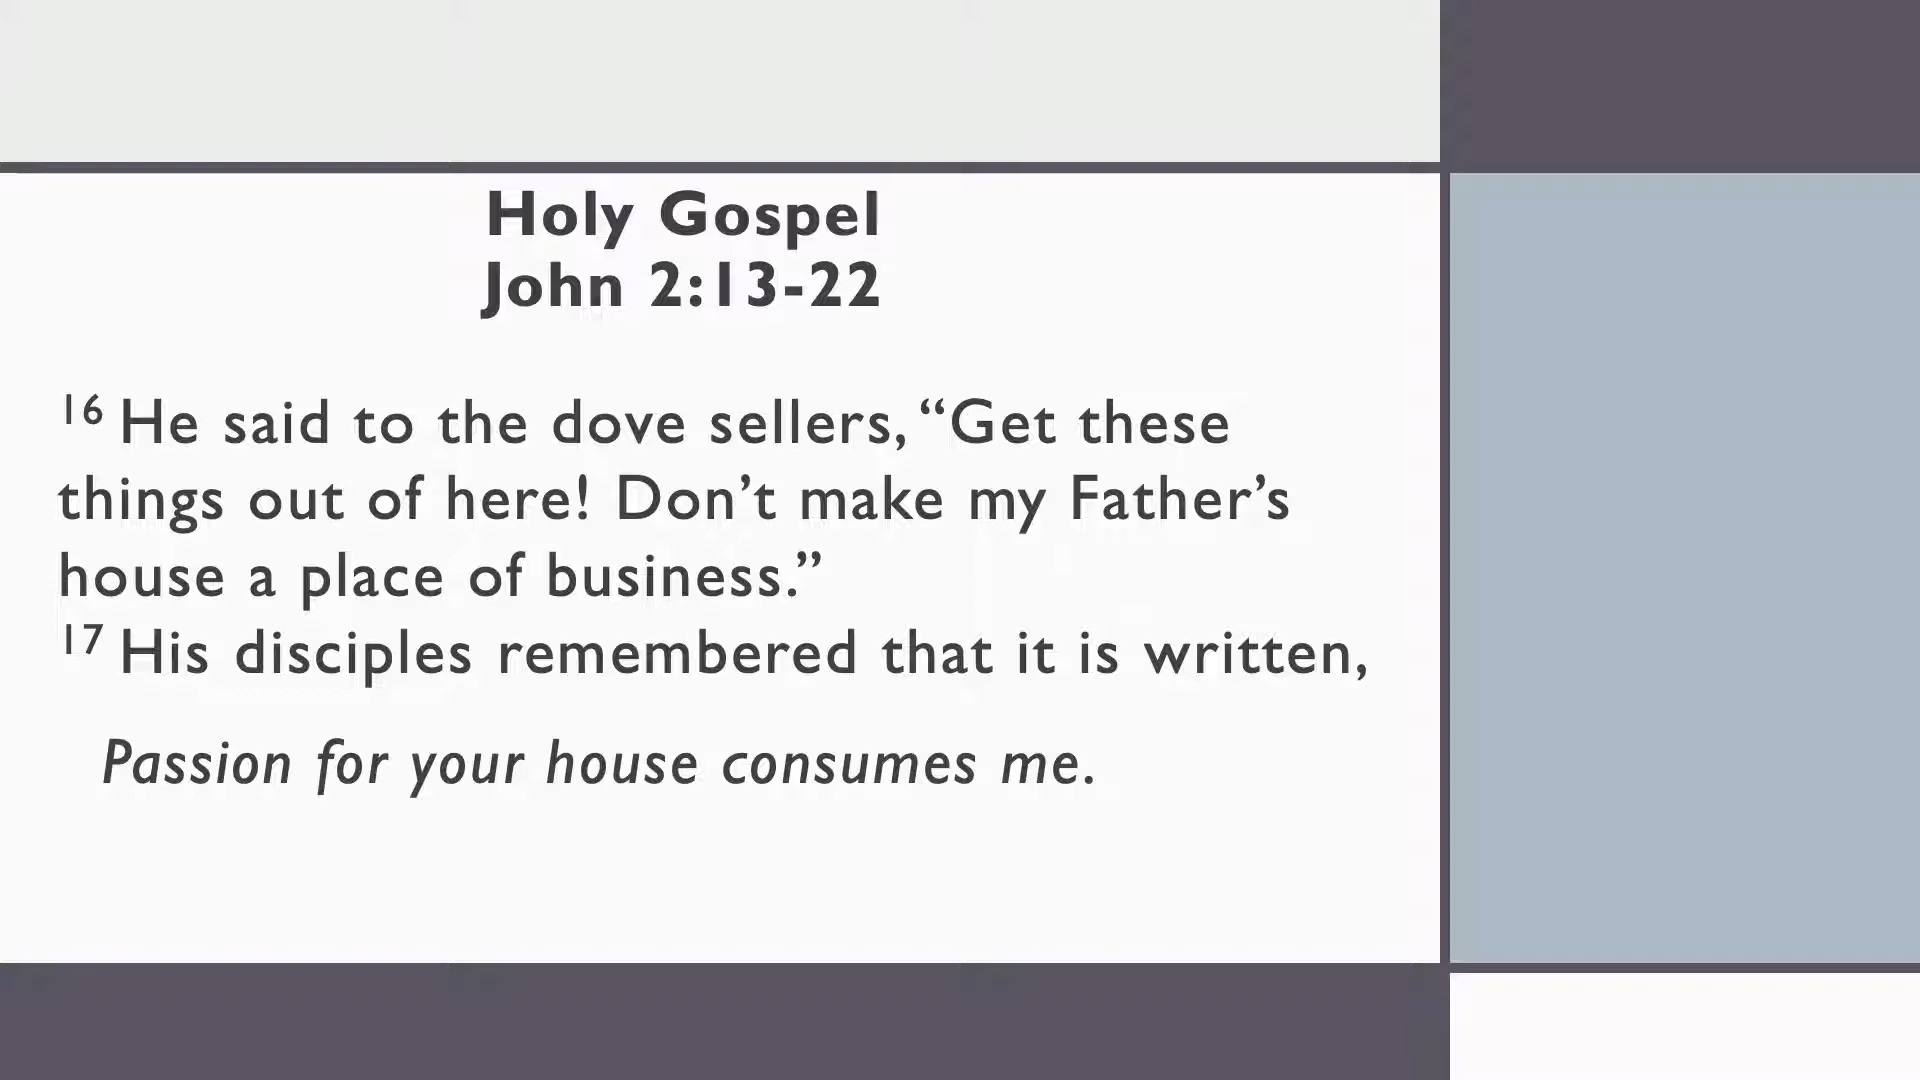 Holy Gospel
John 2:13-22
16 He said to the dove sellers, “Get these
things out of here! Don’t make my Father’s
house a place of business.”
17 His disciples remembered that it is written,
Passion for your house consumes me.